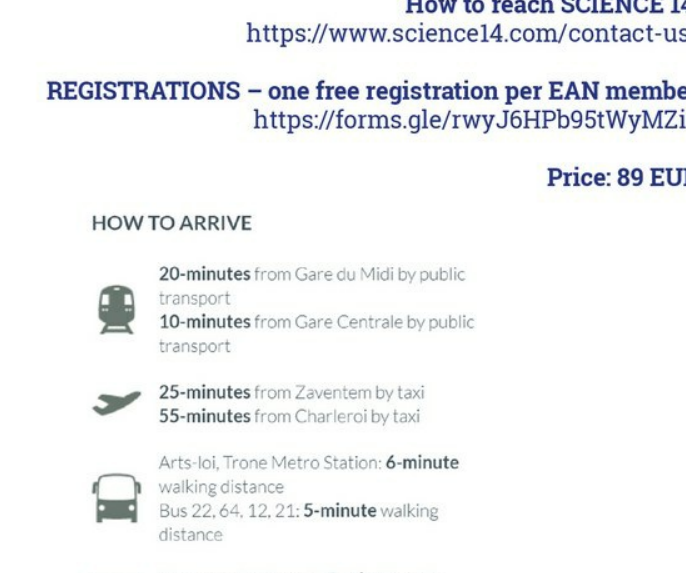 How to reach SCIENCE 14
https://www.science14.com/contact-us
REGISTRATIONS – one free registration per EAN membe
https://forms.gle/rwyJ6HPb95tWyMZi
Price: 89 EU
HOW TO ARRIVE
20-minutes from Gare du Midi by public
transport
10-minutes from Gare Centrale by public
transport
25-minutes from Zaventem by taxi
55-minutes from Charleroi by taxi
Arts-loi, Trone Metro Station: 6-minute
walking distance
Bus 22, 64, 12, 21: 5-minute walking
distance